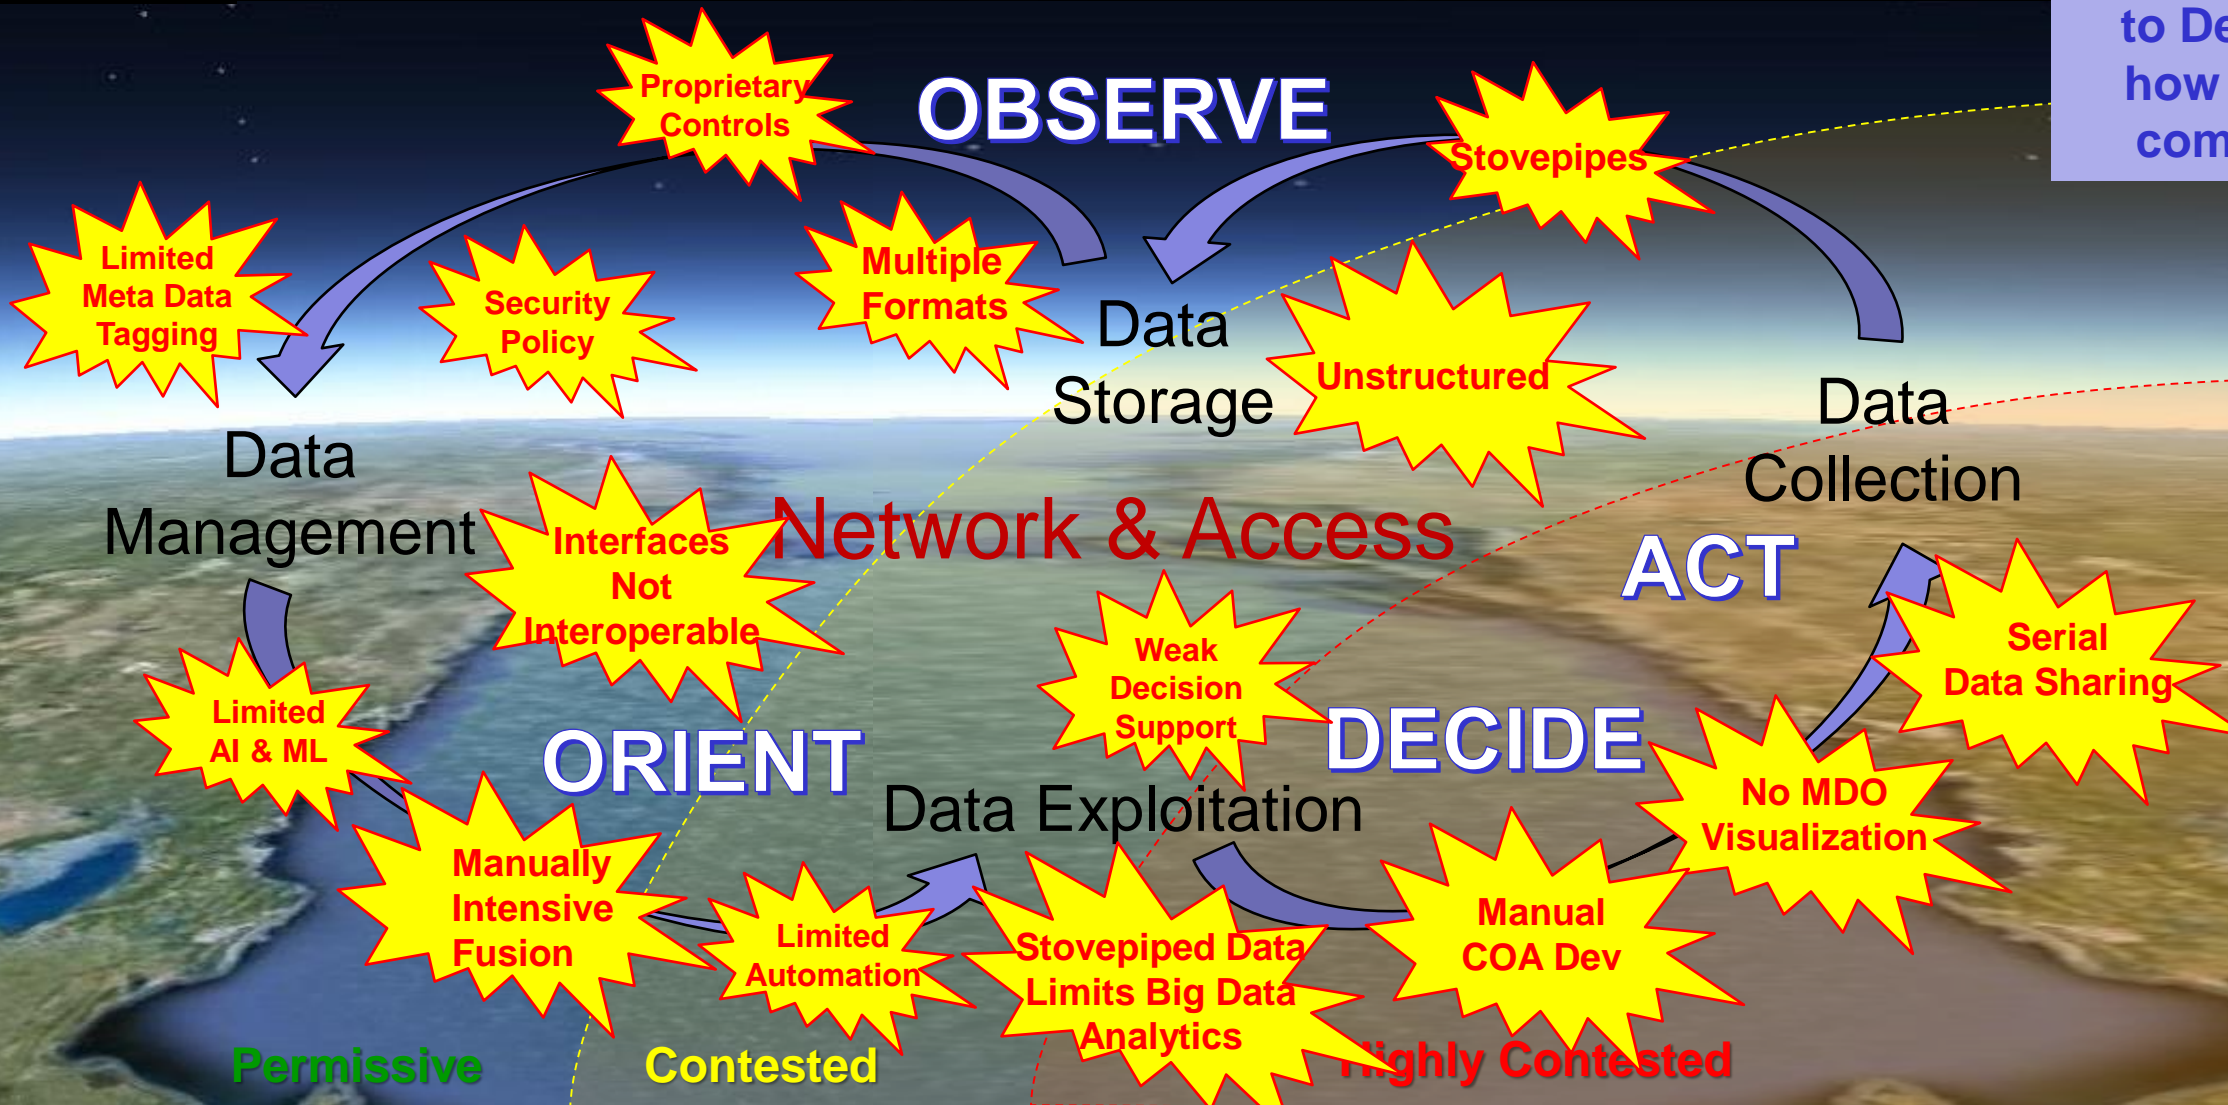 Proprietary
Controls
OBSERVE
Stovepipes
how
Limited
Meta Data
Tagging
Security
Policy
Multiple
Formats
Data
Storage
Unstructured
Data
Collection
Data
Management
Interfaces
Not
Interoperable
Network & Access
ACT
Serial
Data Sharing
Weak
Decision
Support
Limited
AI & ML
ORIENT
DECIDE
No MDO
Visualization
Data Exploitation
Manually
Intensive
Fusion
Limited
Automation
Stovepiped Data
Limits Big Data
Analytics
Manual
COA Dev
Permissive
Contested
Highly Contested
to